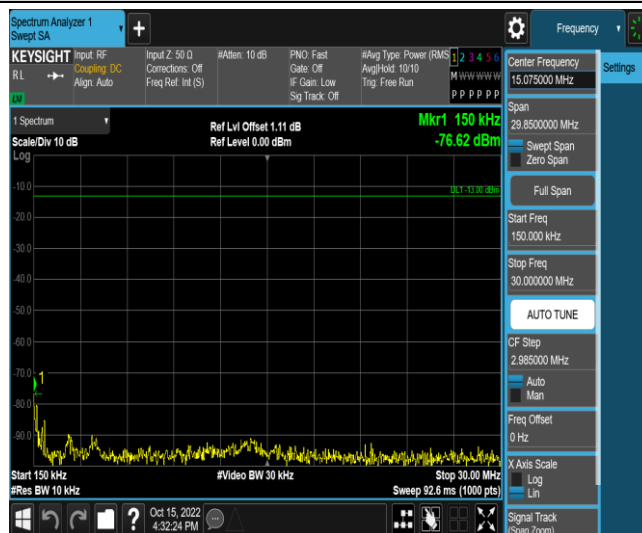 Spectrum Analyzer 1
Swept SA
+
Frequency
KEYSIGHT
RL
Input: RF
Coupling: DC
Align: Auto
Input Z: 50 Ω
Corrections: Off
Freq Ref: Int (S)
#Atten: 10 dB
PNO: Fast
Gate: Off
IF Gain: Low
Sig Track: Off
#Avg Type: Power (RMS
Avg|Hold: 10/10
Trig: Free Run
1 2 3 4 5 6
M W W W W W
P P P P P P
1 Spectrum
Scale/Div 10 dB
Log
Ref Lvl Offset 1.11 dB
Ref Level 0.00 dBm
Mkr1 150 kHz
-76.62 dBm
DL1 -13.00 dBm
-10.0
-20.0
-30.0
-40.0
-50.0
-60.0
-70.0
-80.0
-90.0
1
Start 150 kHz
#Res BW 10 kHz
#Video BW 30 kHz
Stop 30.00 MHz
Sweep 92.6 ms (1000 pts)
?
Oct 15, 2022
4:32:24 PM
Center Frequency
15.075000 MHz
Settings
Span
29.8500000 MHz
Swept Span
Zero Span
Full Span
Start Freq
150.000 kHz
Stop Freq
30.000000 MHz
AUTO TUNE
CF Step
2.985000 MHz
Auto
Man
Freq Offset
0 Hz
X Axis Scale
Log
Lin
Signal Track
(Span Zoom)